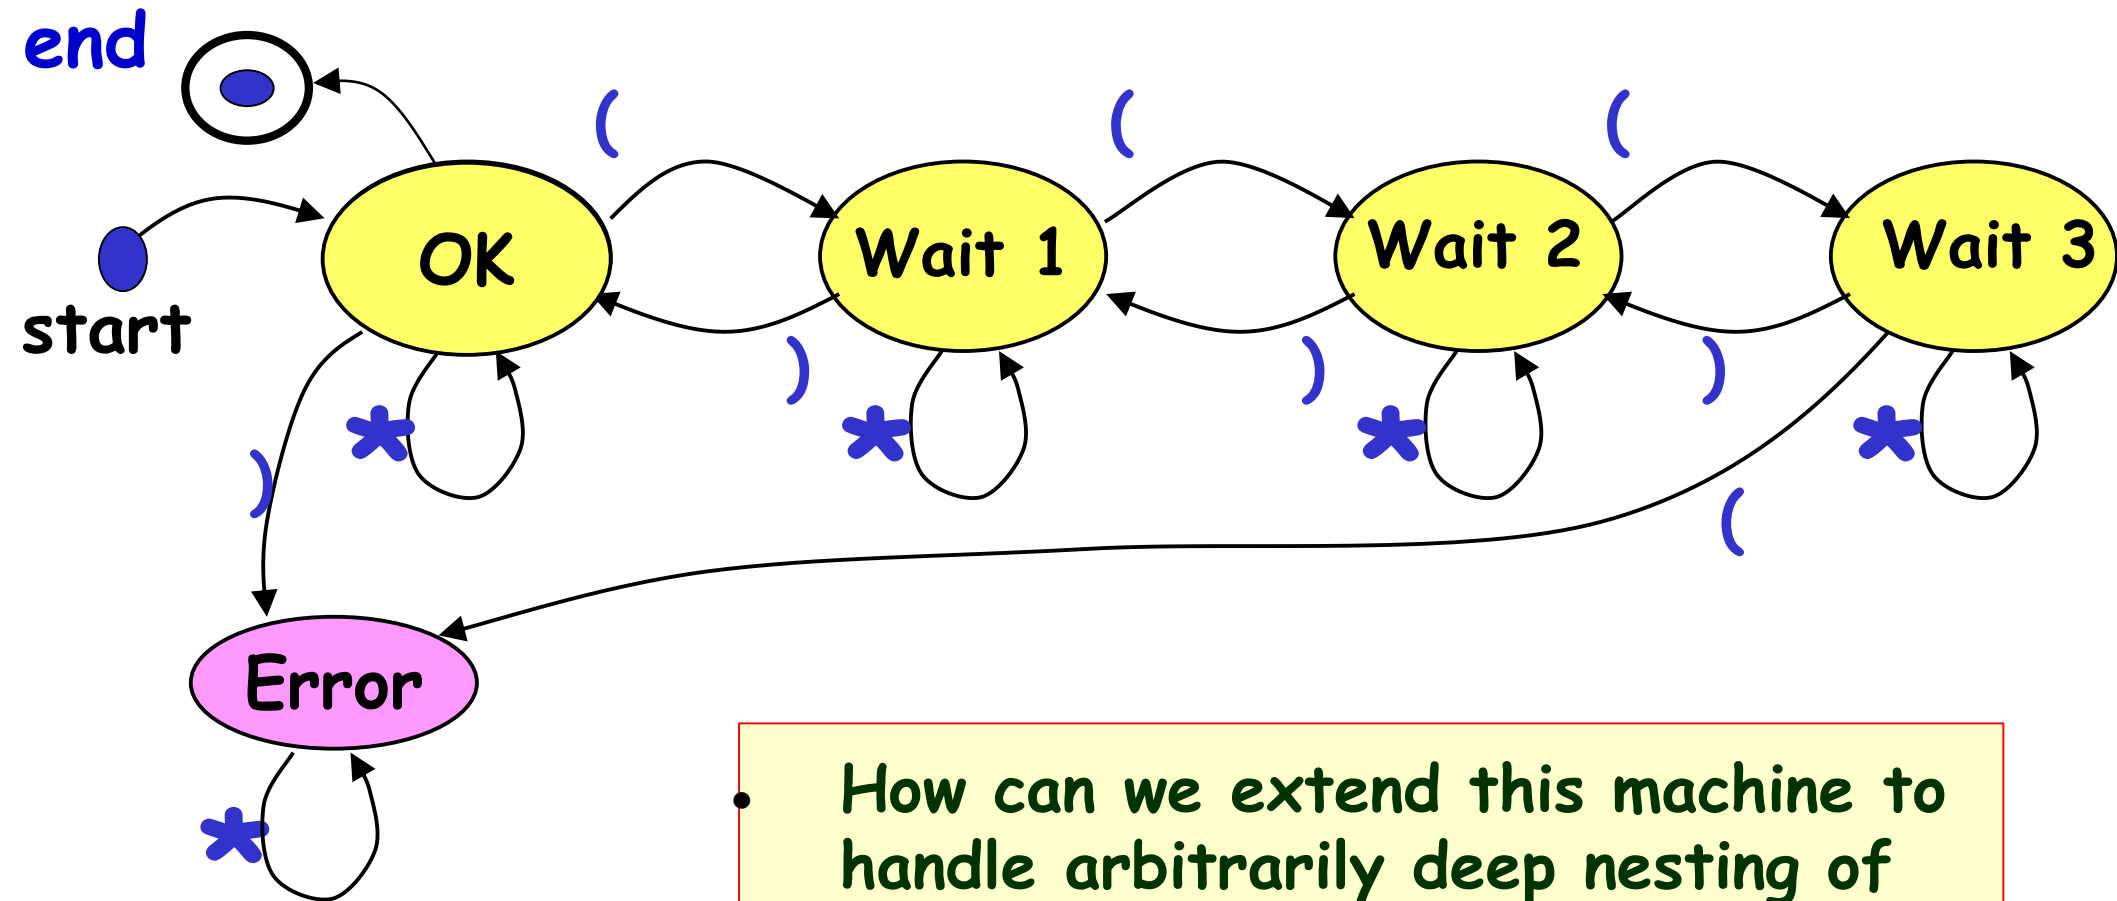 end
( ( (
OK
Wait 1
Wait 2
Wait 3
start
) ) )
* * * *
)
(
Error
*
• How can we extend this machine to
handle arbitrarily deep nesting of